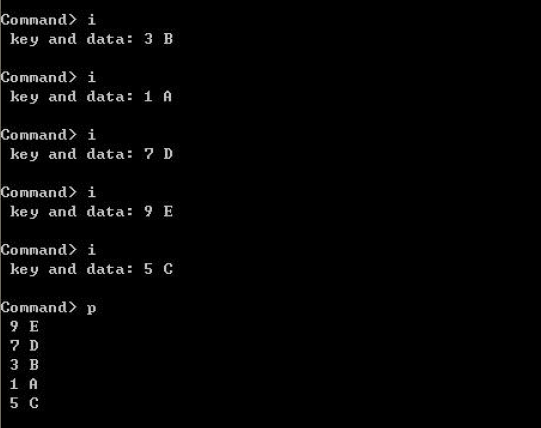 Command> i
key and data: 3 B
Command> i
key and data: 1 A
Command> i
key and data: 7 D
Command> i
key and data: 9 E
Command> i
key and data: 5 C
Command> p
9 E
7 D
3 B
1 A
5 C